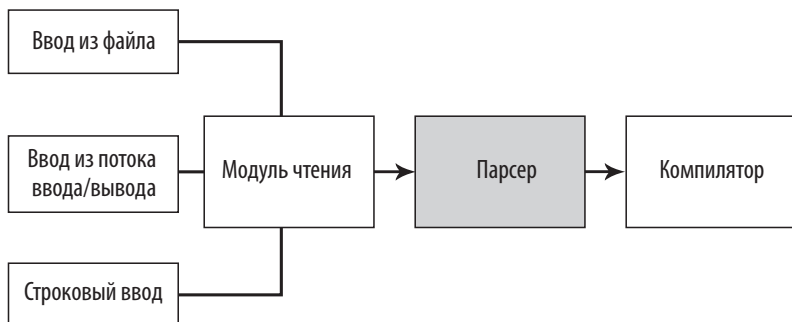 Ввод из файла
Ввод из потока
ввода/вывода
Модуль чтения
Парсер
Компилятор
Строковый ввод